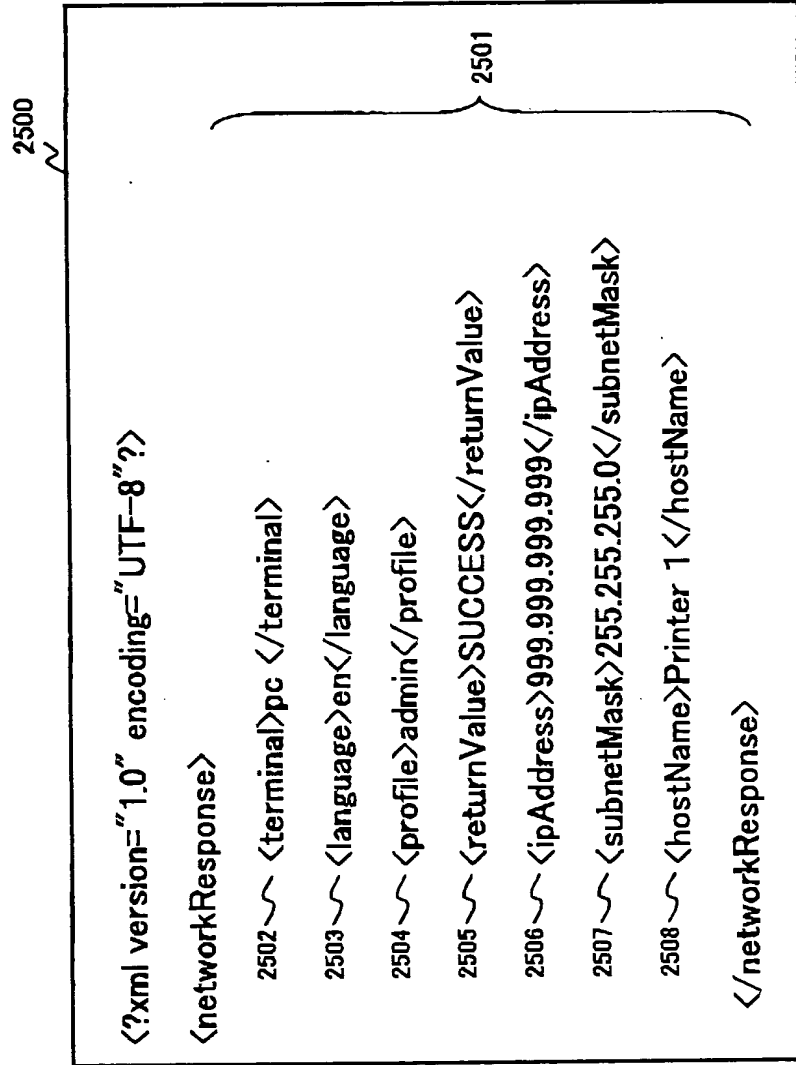 2500
<?xml version="1.0" encoding="UTF-8"?>
<networkResponse>
2502 <terminal>pc </terminal>
2503 <language>en</language>
2504 <profile>admin</profile>
2505 <returnValue>SUCCESS</returnValue>
2506 <ipAddress>999.999.999.999</ipAddress>
2507 <subnetMask>255.255.255.0</subnetMask>
2508 <hostName>Printer 1</hostName>
</networkResponse>
2501